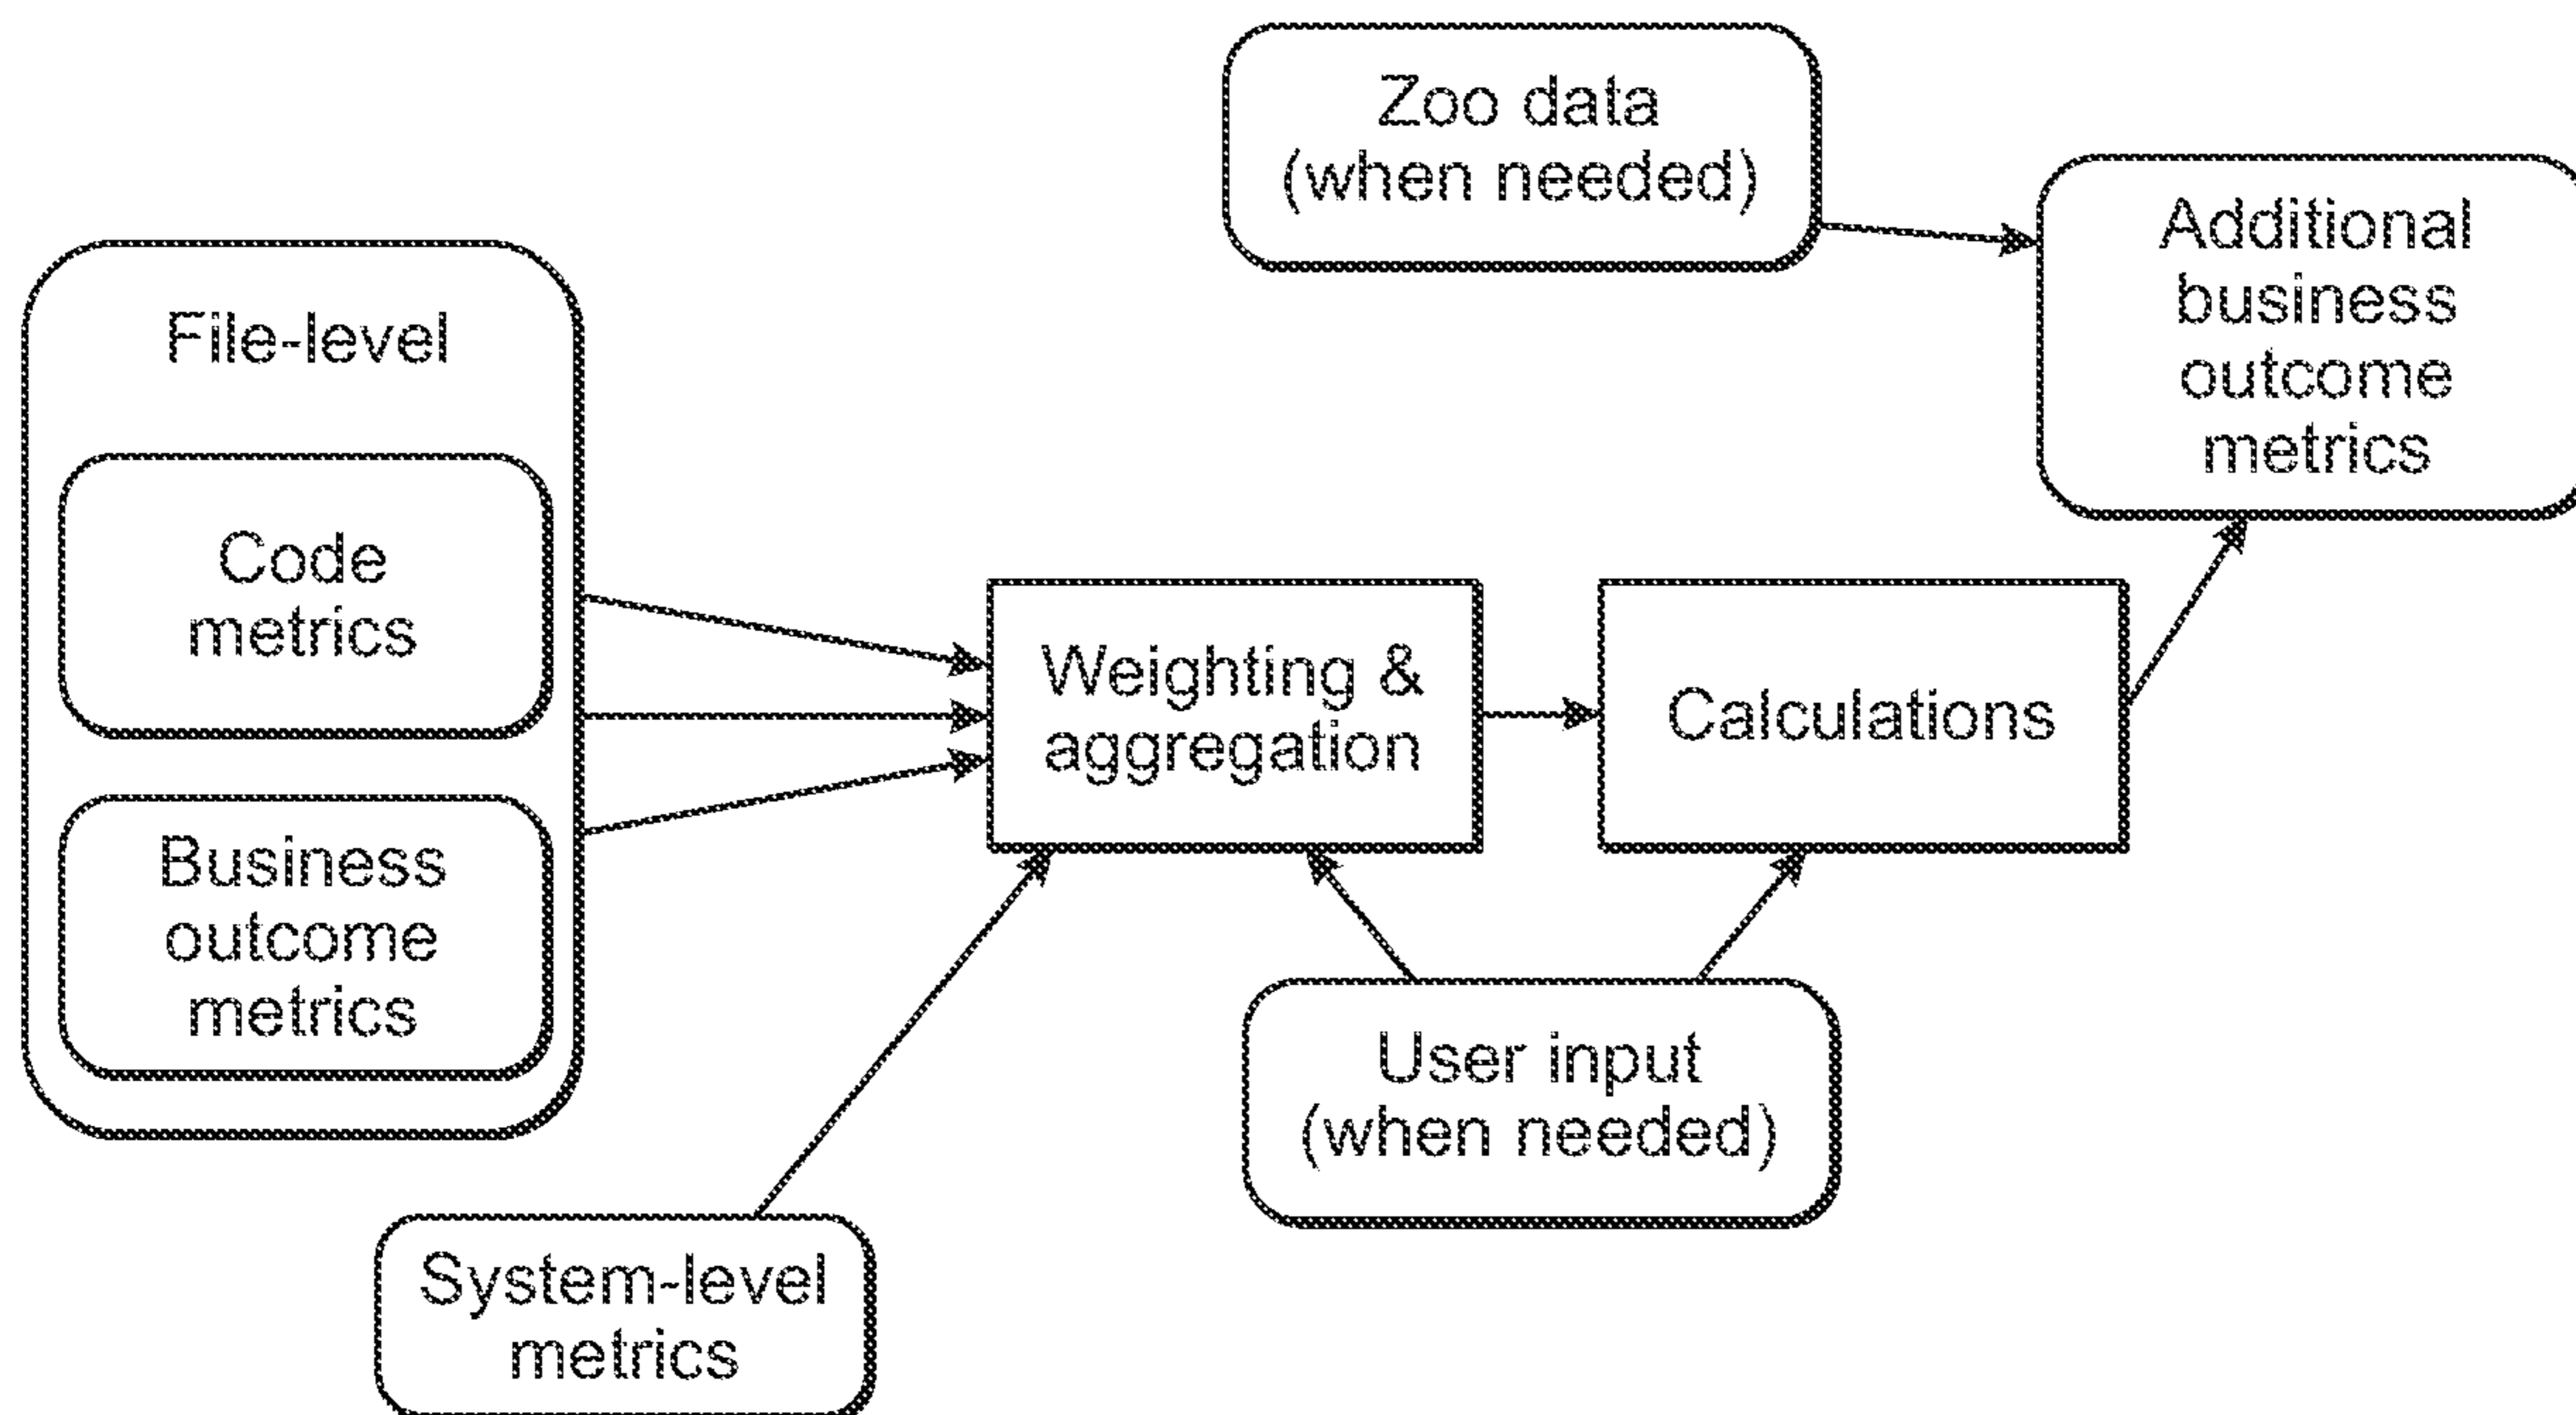 Zoo data
(when needed)
Additional
business
outcome
metrics
File-level
Code
metrics
Business
outcome
metrics
Weighting &
aggregation
Calculations
User input
(when needed)
System-level
metrics